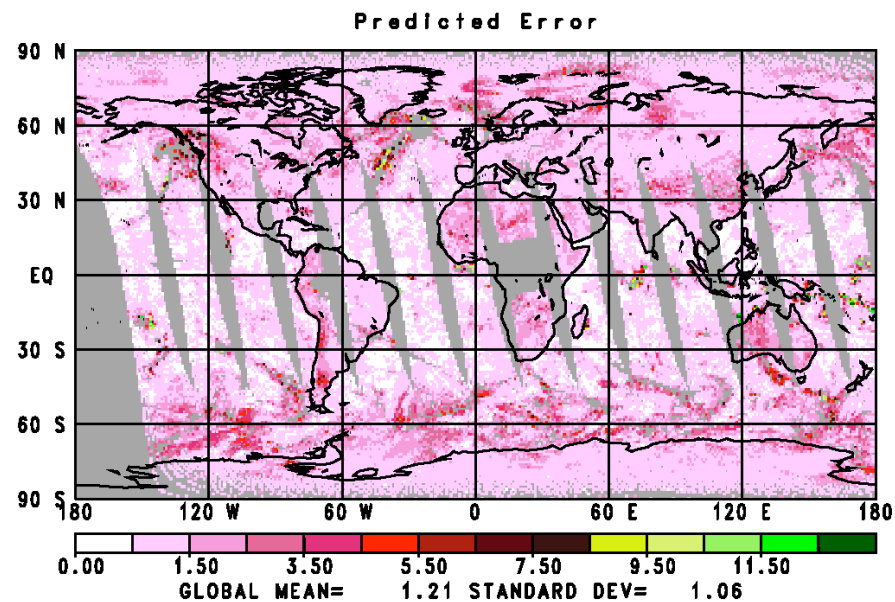 Predicted Error
90 N
60 N
30 N
EQ
30 S
60 S
90 S
180 120 W 60 W 0 60 E 120 E 180
0.00 1.50 3.50 5.50 7.50 9.50 11.50
GLOBAL MEAN= 1.21 STANDARD DEV= 1.06